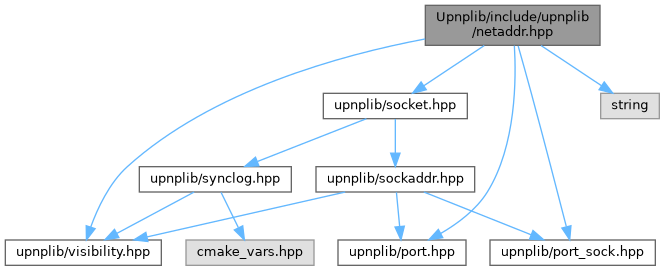 Upnplib/include/upnplib
/netaddr.hpp
upnplib/socket.hpp
string
upnplib/synclog.hpp
upnplib/sockaddr.hpp
upnplib/visibility.hpp
cmake_vars.hpp
upnplib/port.hpp
upnplib/port_sock.hpp